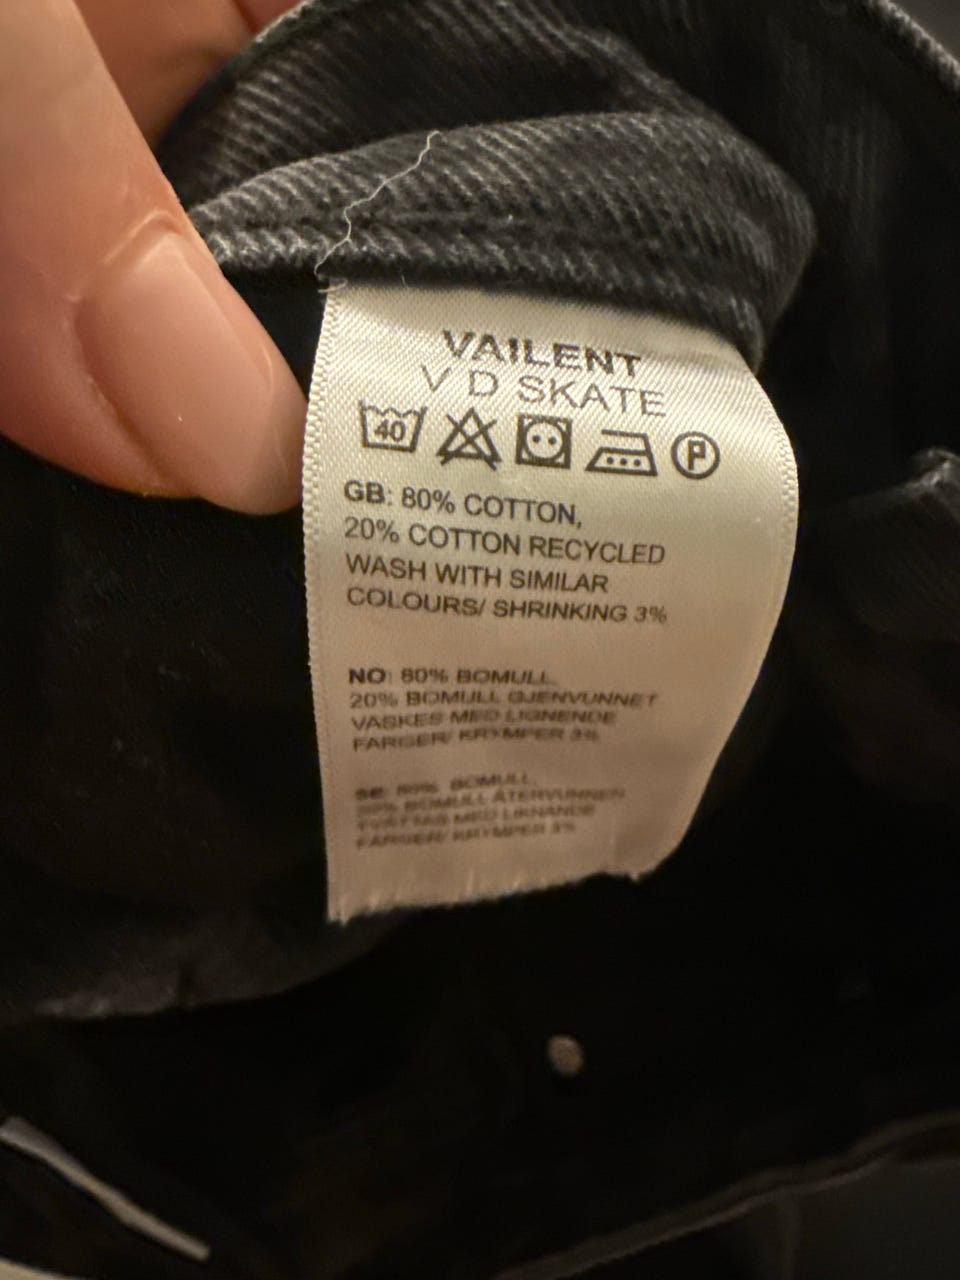 VAILENT
V D SKATE
40 P
GB: 80% COTTON,
20% COTTON RECYCLED
WASH WITH SIMILAR
COLOURS/ SHRINKING 3%
NO: 80% BOMULL,
20% BOMULL GJENVUNNET
VASKES MED LIGNENDE
FARGER/ KRYMPER 3%
SE: 80% BOMULL,
20% BOMULL ÅTERVUNNEN
TVÄTTAS MED LIKNANDE
FÄRGER/ KRYMPER 3%